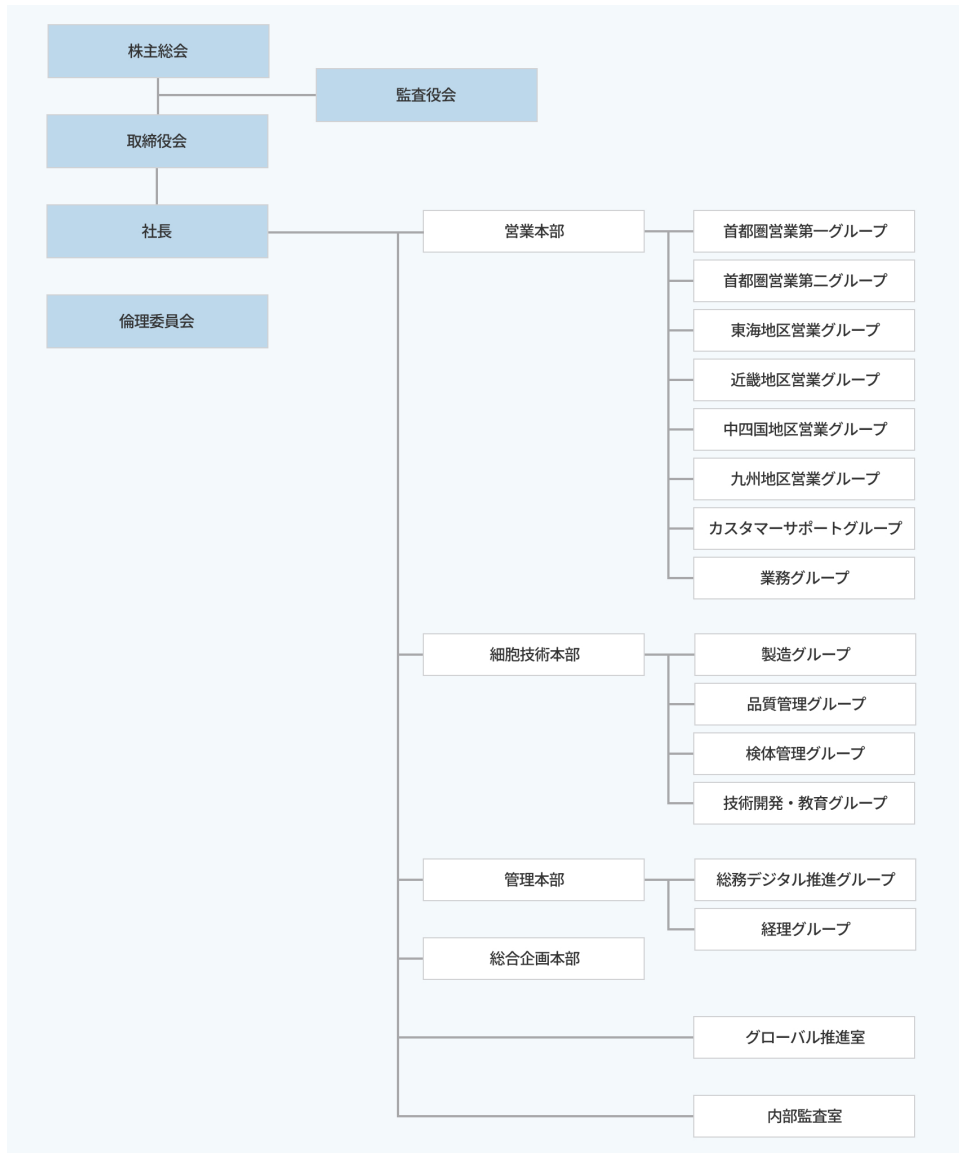 株主総会
監査役会
取締役会
社長
倫理委員会
営業本部
首都圏営業第一グループ
首都圏営業第二グループ
東海地区営業グループ
近畿地区営業グループ
中四国地区営業グループ
九州地区営業グループ
カスタマーサポートグループ
業務グループ
細胞技術本部
製造グループ
品質管理グループ
検体管理グループ
技術開発・教育グループ
管理本部
総務デジタル推進グループ
経理グループ
総合企画本部
グローバル推進室
内部監査室